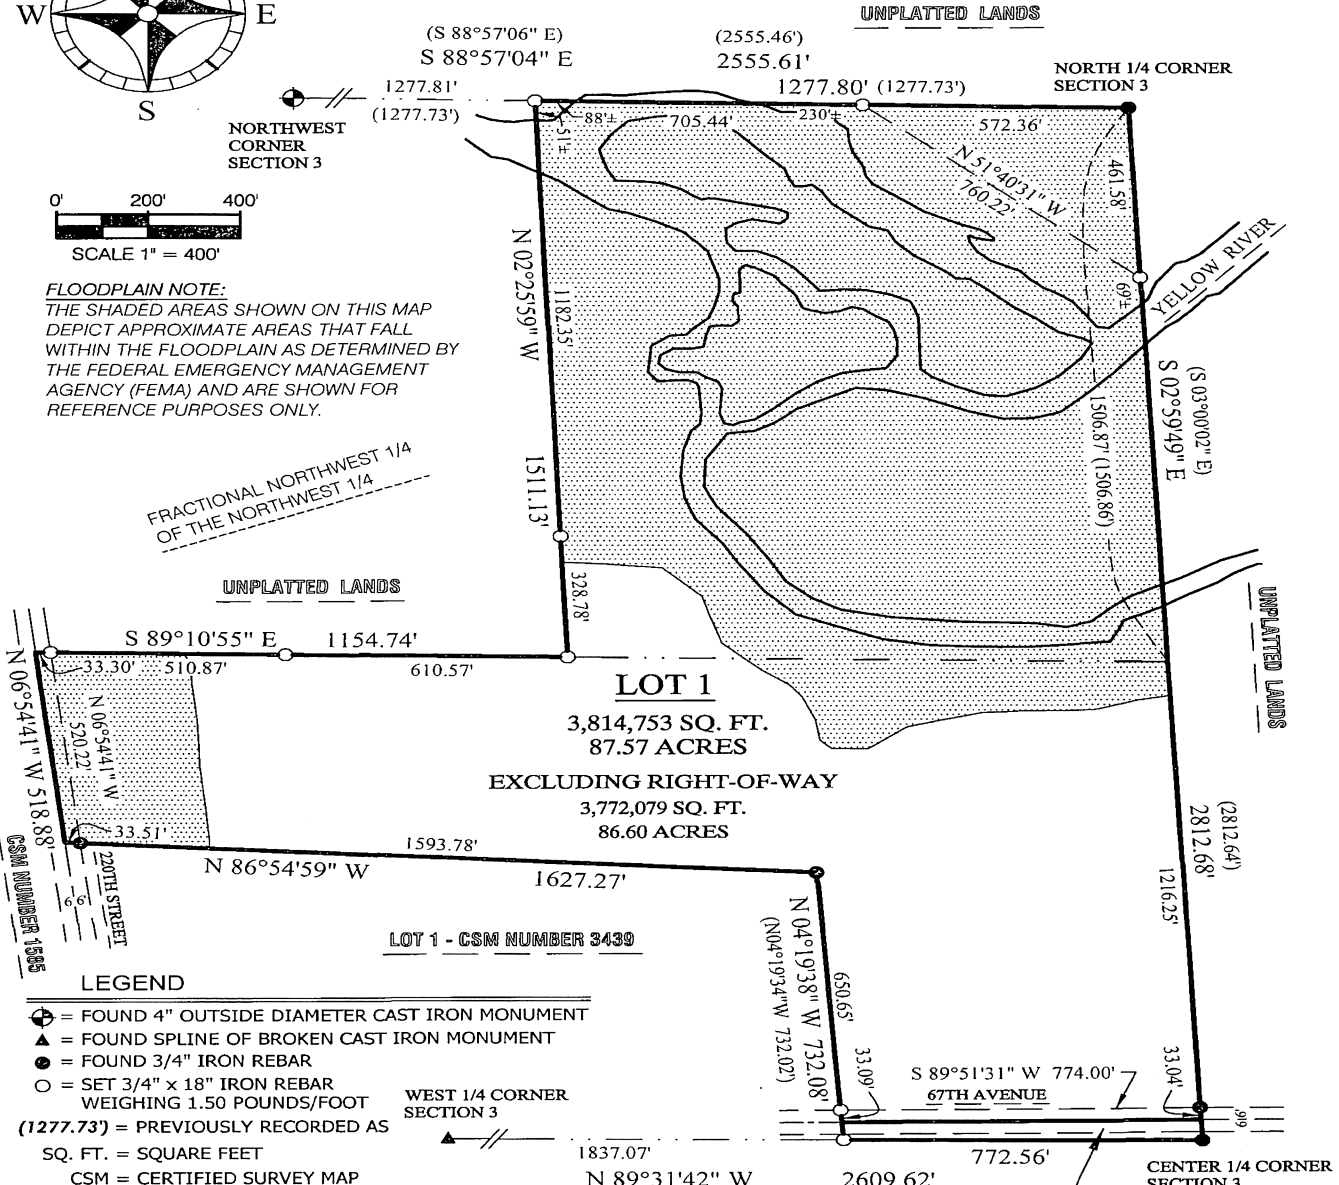 W
E
S
(S 88°57'06" E)
S 88°57'04" E
(2555.46')
2555.61'
UNPLATTED LANDS
1277.81'
(1277.73')
1277.80' (1277.73')
NORTH 1/4 CORNER
SECTION 3
NORTHWEST
CORNER
SECTION 3
51'±
88'±
705.44'
230'±
572.36'
N 51°40'31" W
760.22'
461.58'
69'±
YELLOW RIVER
0' 200' 400'
SCALE 1" = 400'
FLOODPLAIN NOTE:
THE SHADED AREAS SHOWN ON THIS MAP
DEPICT APPROXIMATE AREAS THAT FALL
WITHIN THE FLOODPLAIN AS DETERMINED BY
THE FEDERAL EMERGENCY MANAGEMENT
AGENCY (FEMA) AND ARE SHOWN FOR
REFERENCE PURPOSES ONLY.
N 02°25'59" W
1182.35'
1511.13'
328.78'
(S 03°00'02" E)
S 02°59'49" E
1506.87' (1506.86')
FRACTIONAL NORTHWEST 1/4
OF THE NORTHWEST 1/4
UNPLATTED LANDS
UNPLATTED LANDS
S 89°10'55" E 1154.74'
33.30' 510.87'
610.57'
N 06°54'41" W 518.88'
N 06°54'41" W
520.22'
LOT 1
3,814,753 SQ. FT.
87.57 ACRES
EXCLUDING RIGHT-OF-WAY
3,772,079 SQ. FT.
86.60 ACRES
33.51'
1593.78'
N 86°54'59" W
1627.27'
(2812.64')
2812.68'
1216.25'
CSM NUMBER 1585
66'
220TH STREET
LOT 1 - CSM NUMBER 3439
N 04°19'38" W 732.08'
(N04°19'34"W 732.02')
650.65'
33.09'
33.04'
S 89°51'31" W 774.00'
67TH AVENUE
66'
LEGEND
= FOUND 4" OUTSIDE DIAMETER CAST IRON MONUMENT
= FOUND SPLINE OF BROKEN CAST IRON MONUMENT
= FOUND 3/4" IRON REBAR
= SET 3/4" x 18" IRON REBAR
WEIGHING 1.50 POUNDS/FOOT
(1277.73') = PREVIOUSLY RECORDED AS
SQ. FT. = SQUARE FEET
CSM = CERTIFIED SURVEY MAP
WEST 1/4 CORNER
SECTION 3
1837.07'
772.56'
N 89°31'42" W
2609.62'
CENTER 1/4 CORNER
SECTION 3